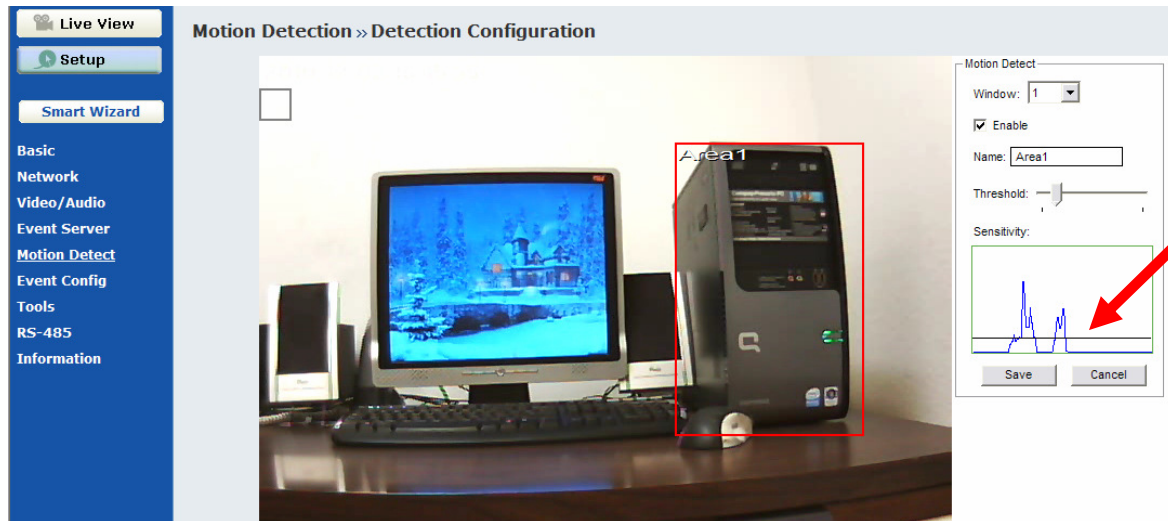 Live View
Setup
Smart Wizard
Basic
Network
Video/Audio
Event Server
Motion Detect
Event Config
Tools
RS-485
Information
Motion Detection » Detection Configuration
Area1
Motion Detect
Window: 1
Enable
Name: Area1
Threshold:
Sensitivity:
Save Cancel